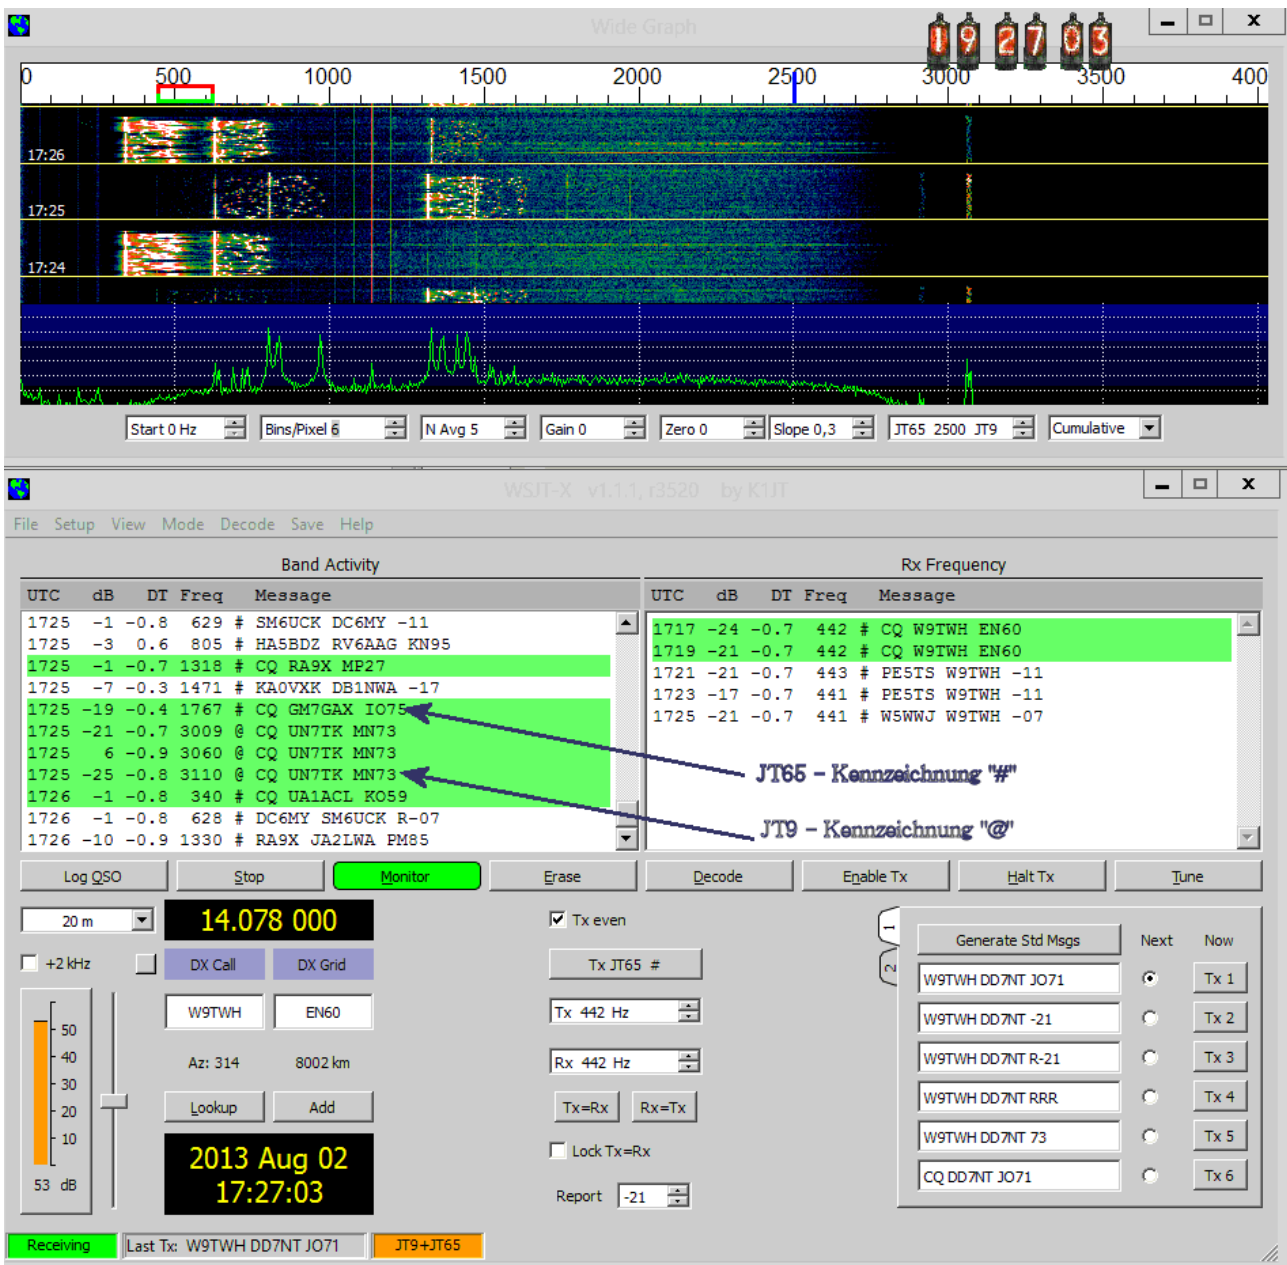 Wide Graph
19 27 03
0 500 1000 1500 2000 2500 3000 3500 400
17:26
17:25
17:24
Start 0 Hz Bins/Pixel 6 N Avg 5 Gain 0 Zero 0 Slope 0,3 JT65 2500 JT9 Cumulative
WSJT-X v1.1.1, r3520 by K1JT
File Setup View Mode Decode Save Help
Band Activity
UTC dB DT Freq Message
1725 -1 -0.8 629 # SM6UCK DC6MY -11
1725 -3 0.6 805 # HA5BDZ RV6AAG KN95
1725 -1 -0.7 1318 # CQ RA9X MP27
1725 -7 -0.3 1471 # KA0VXK DB1NWA -17
1725 -19 -0.4 1767 # CQ GM7GAX IO75
1725 -21 -0.7 3009 @ CQ UN7TK MN73
1725 6 -0.9 3060 @ CQ UN7TK MN73
1725 -25 -0.8 3110 @ CQ UN7TK MN73
1726 -1 -0.8 340 # CQ UA1ACL KO59
1726 -1 -0.8 628 # DC6MY SM6UCK R-07
1726 -10 -0.9 1330 # RA9X JA2LWA PM85
Rx Frequency
UTC dB DT Freq Message
1717 -24 -0.7 442 # CQ W9TWH EN60
1719 -21 -0.7 442 # CQ W9TWH EN60
1721 -21 -0.7 443 # PE5TS W9TWH -11
1723 -17 -0.7 441 # PE5TS W9TWH -11
1725 -21 -0.7 441 # W5WWJ W9TWH -07
JT65 - Kennzeichnung "#"
JT9 - Kennzeichnung "@"
Log QSO Stop Monitor Erase Decode Enable Tx Halt Tx Tune
20 m
14.078 000
+2 kHz
DX Call DX Grid
W9TWH EN60
Az: 314 8002 km
Lookup Add
50
40
30
20
10
53 dB
2013 Aug 02
17:27:03
Tx even
Tx JT65 #
Tx 442 Hz
Rx 442 Hz
Tx=Rx Rx=Tx
Lock Tx=Rx
Report -21
1
2
Generate Std Msgs Next Now
W9TWH DD7NT JO71 Tx 1
W9TWH DD7NT -21 Tx 2
W9TWH DD7NT R-21 Tx 3
W9TWH DD7NT RRR Tx 4
W9TWH DD7NT 73 Tx 5
CQ DD7NT JO71 Tx 6
Receiving Last Tx: W9TWH DD7NT JO71 JT9+JT65